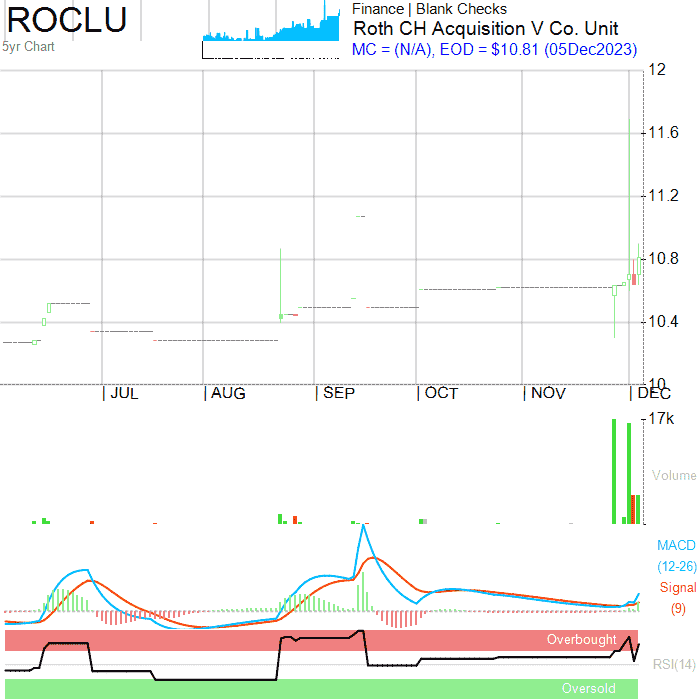 ROCLU
5yr Chart
Finance | Blank Checks
Roth CH Acquisition V Co. Unit
MC = (N/A), EOD = $10.81 (05Dec2023)
12
11.6
11.2
10.8
10.4
10
| JUL | AUG | SEP | OCT | NOV | DEC
17k
Volume
MACD
(12-26)
Signal
(9)
Overbought
RSI(14)
Oversold